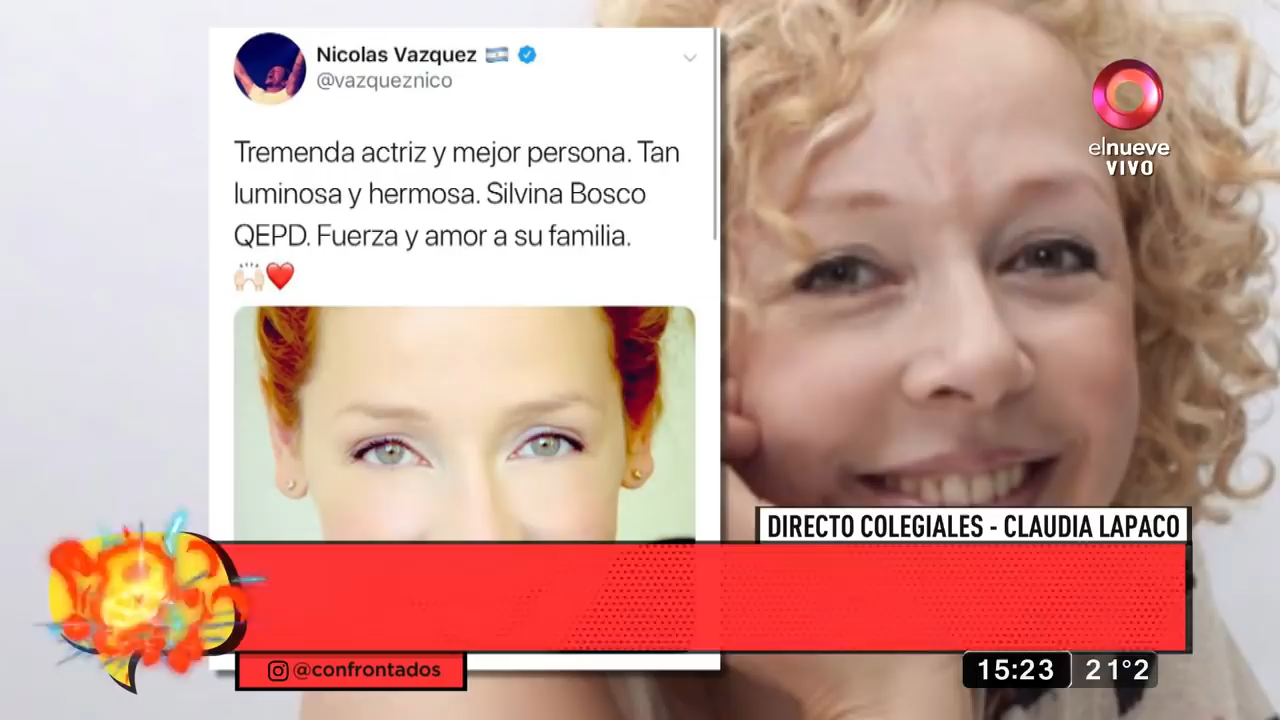 Nicolas Vazquez
@vazqueznico
Tremenda actriz y mejor persona. Tan
luminosa y hermosa. Silvina Bosco
QEPD. Fuerza y amor a su familia.
elnueve
VIVO
DIRECTO COLEGIALES - CLAUDIA LAPACO
@confrontados
15:23 21°2